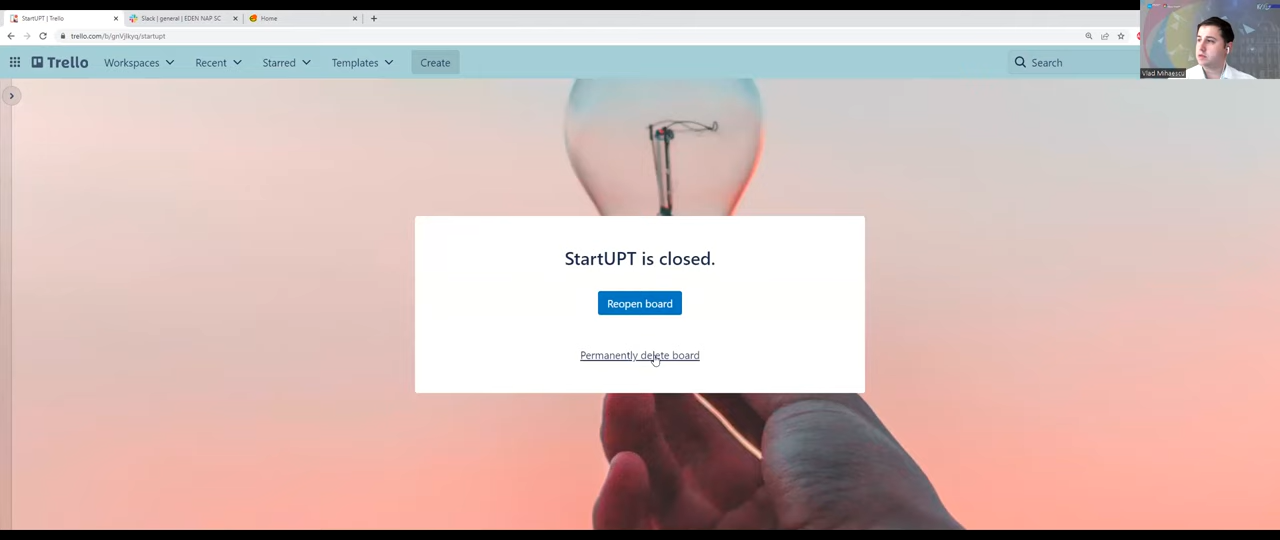 StartUPT | Trello
Slack | general | EDEN NAP SC
Home
trello.com/b/gnVjlkyq/startupt
Trello
Workspaces
Recent
Starred
Templates
Create
Search
Vlad Mihaescu
StartUPT is closed.
Reopen board
Permanently delete board